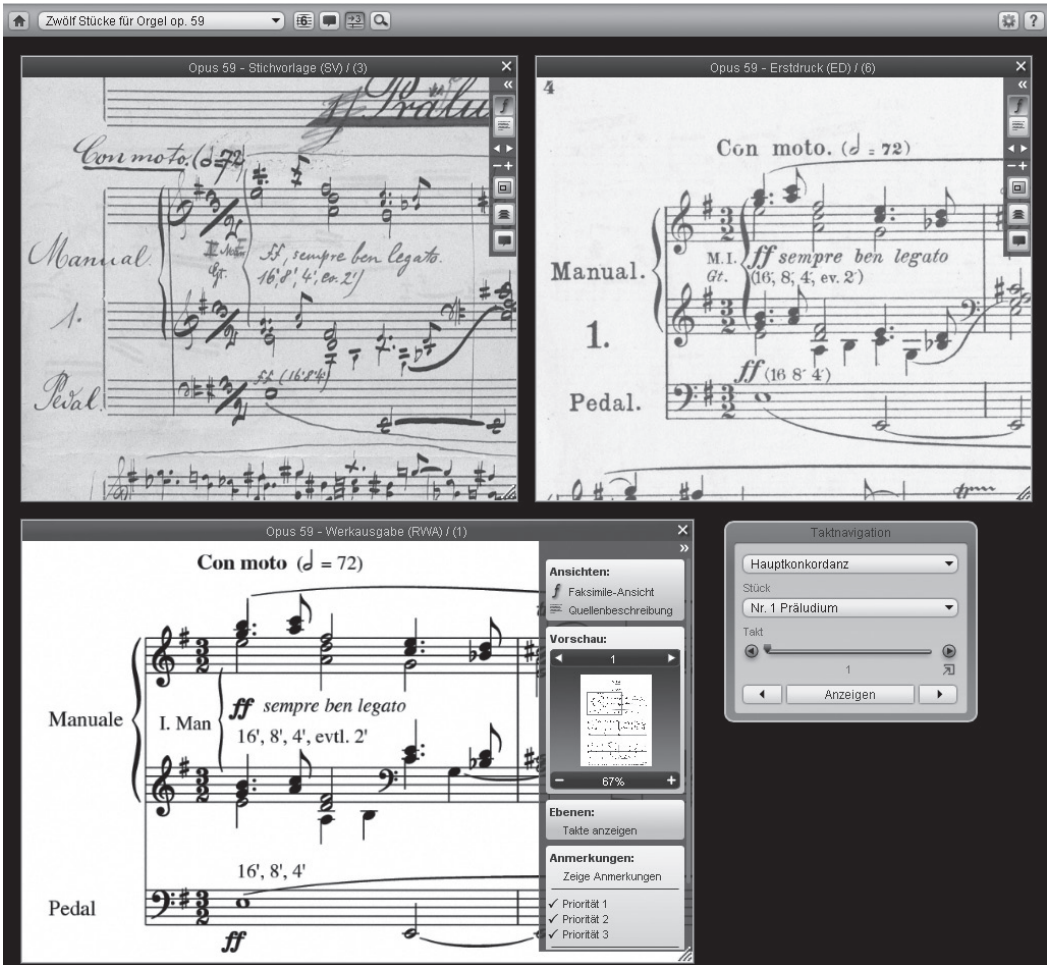 Zwölf Stücke für Orgel op. 59
6
+3
?
Opus 59 - Stichvorlage (SV) / (3)
Prälu
Con moto. (𝅗𝅥=72)
Manual.
Gt.
ff, sempre ben legato.
16',8', 4', ev. 2')
1.
ff (16' 8' 4')
Pedal.
Opus 59 - Erstdruck (ED) / (6)
4
Con moto. (𝅗𝅥 = 72)
Manual.
M.I.
Gt.
ff sempre ben legato
(16', 8', 4', ev. 2')
1.
ff (16' 8' 4')
Pedal.
Opus 59 - Werkausgabe (RWA) / (1)
Con moto (𝅗𝅥 = 72)
Manuale
I. Man
ff sempre ben legato
16', 8', 4', evtl. 2'
16', 8', 4'
Pedal
ff
Ansichten:
Faksimile-Ansicht
Quellenbeschreibung
Vorschau:
1
67%
Ebenen:
Takte anzeigen
Anmerkungen:
Zeige Anmerkungen
✓ Priorität 1
✓ Priorität 2
✓ Priorität 3
Taktnavigation
Hauptkonkordanz
Stück
Nr. 1 Präludium
Takt
1
Anzeigen